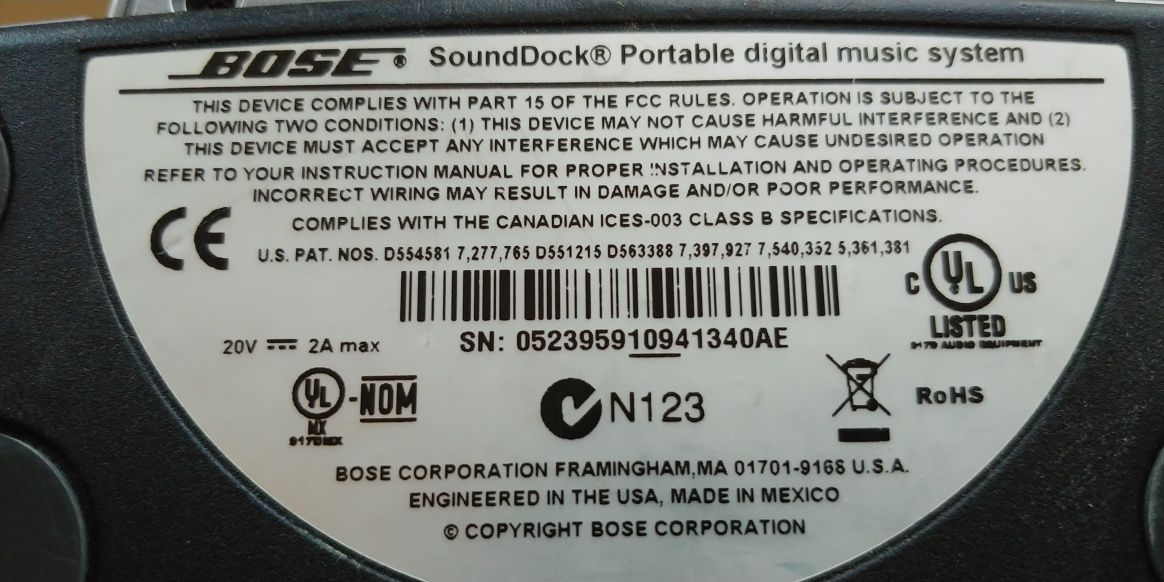 BOSE® SoundDock® Portable digital music system
THIS DEVICE COMPLIES WITH PART 15 OF THE FCC RULES. OPERATION IS SUBJECT TO THE
FOLLOWING TWO CONDITIONS: (1) THIS DEVICE MAY NOT CAUSE HARMFUL INTERFERENCE AND (2)
THIS DEVICE MUST ACCEPT ANY INTERFERENCE WHICH MAY CAUSE UNDESIRED OPERATION
REFER TO YOUR INSTRUCTION MANUAL FOR PROPER INSTALLATION AND OPERATING PROCEDURES.
INCORRECT WIRING MAY RESULT IN DAMAGE AND/OR POOR PERFORMANCE.
COMPLIES WITH THE CANADIAN ICES-003 CLASS B SPECIFICATIONS.
CE
U.S. PAT. NOS. D554581 7,277,765 D551215 D563388 7,397,927 7,540,352 5,361,381
C UL® US
LISTED
9170 AUDIO EQUIPMENT
SN: 052395910941340AE
20V 2A max
UL-NOM
MX
9170MX
N123
RoHS
BOSE CORPORATION FRAMINGHAM,MA 01701-9168 U.S.A.
ENGINEERED IN THE USA, MADE IN MEXICO
© COPYRIGHT BOSE CORPORATION